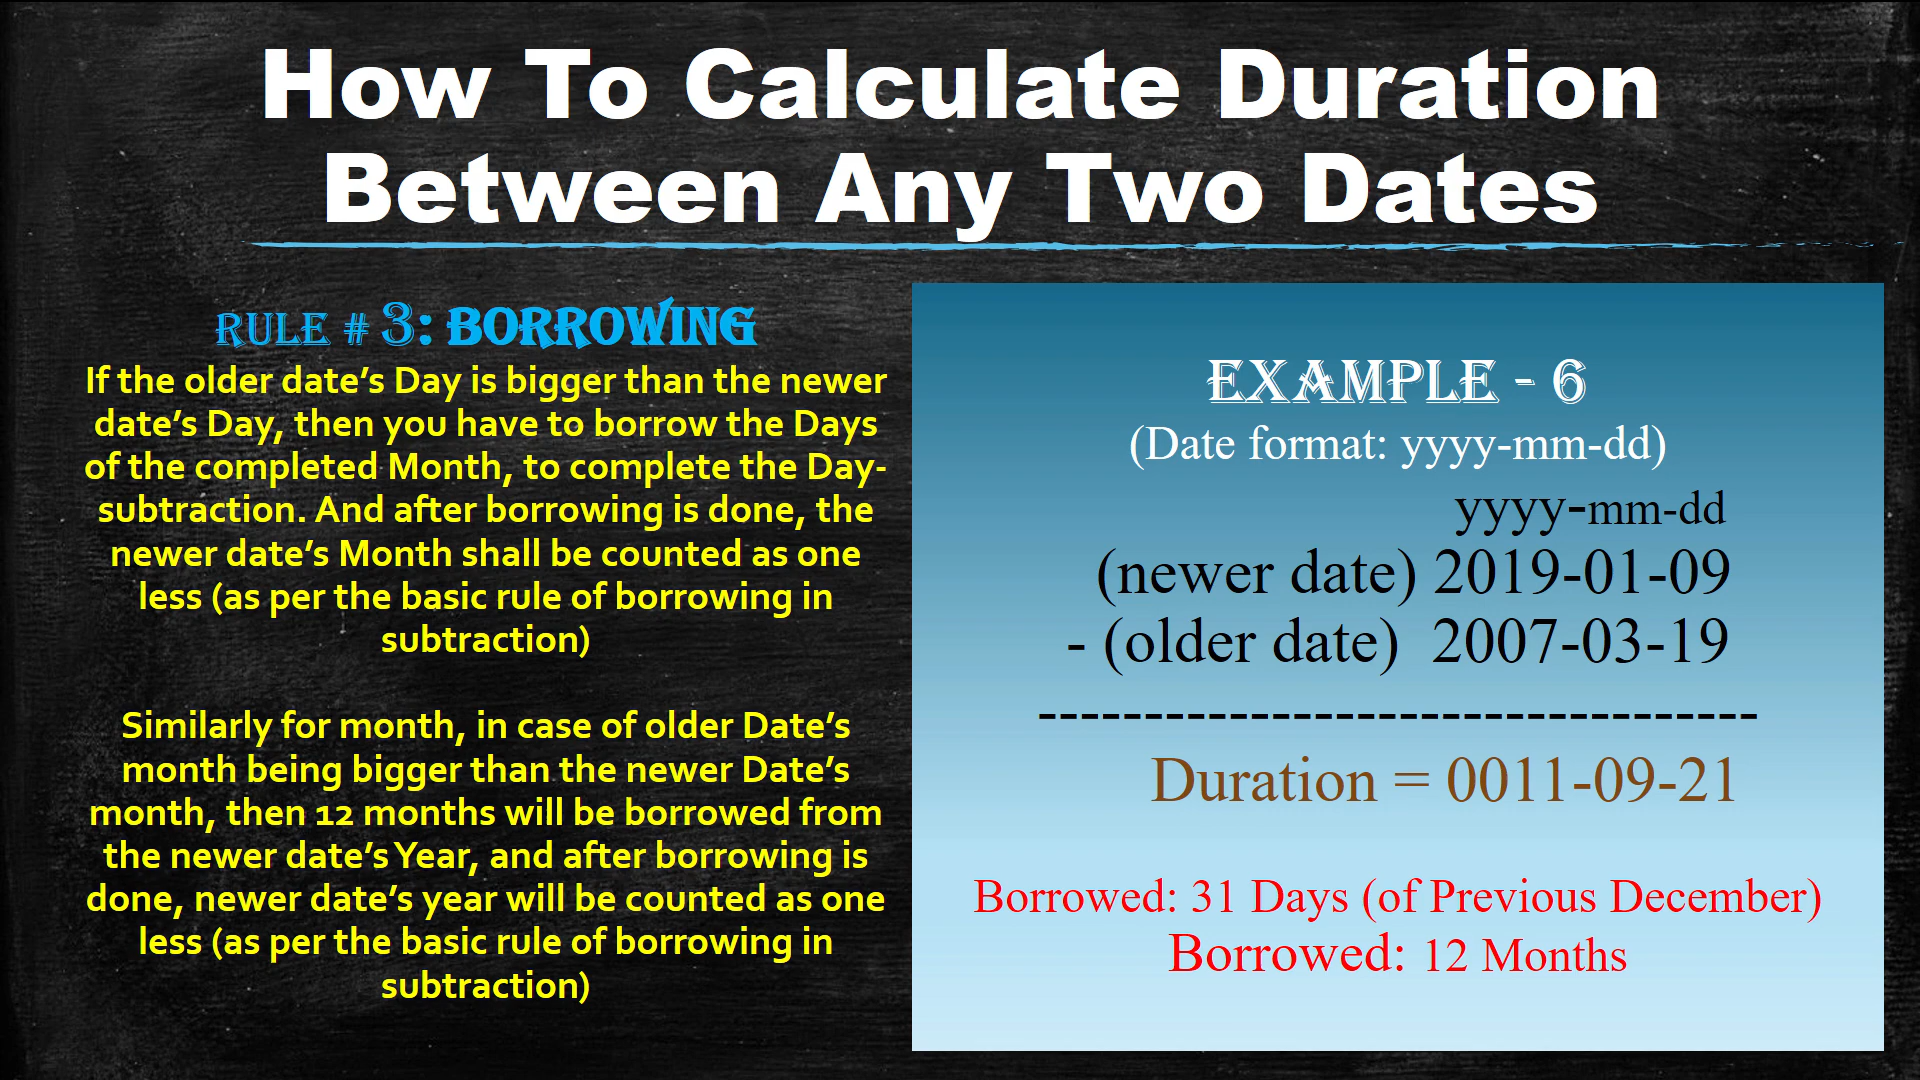 How To Calculate Duration
Between Any Two Dates
RULE # 3: BORROWING
If the older date’s Day is bigger than the newer
date’s Day, then you have to borrow the Days
of the completed Month, to complete the Day-
subtraction. And after borrowing is done, the
newer date’s Month shall be counted as one
less (as per the basic rule of borrowing in
subtraction)
Similarly for month, in case of older Date’s
month being bigger than the newer Date’s
month, then 12 months will be borrowed from
the newer date’s Year, and after borrowing is
done, newer date’s year will be counted as one
less (as per the basic rule of borrowing in
subtraction)
EXAMPLE - 6
(Date format: yyyy-mm-dd)
yyyy-mm-dd
(newer date) 2019-01-09
- (older date) 2007-03-19
----------------------------------
Duration = 0011-09-21
Borrowed: 31 Days (of Previous December)
Borrowed: 12 Months